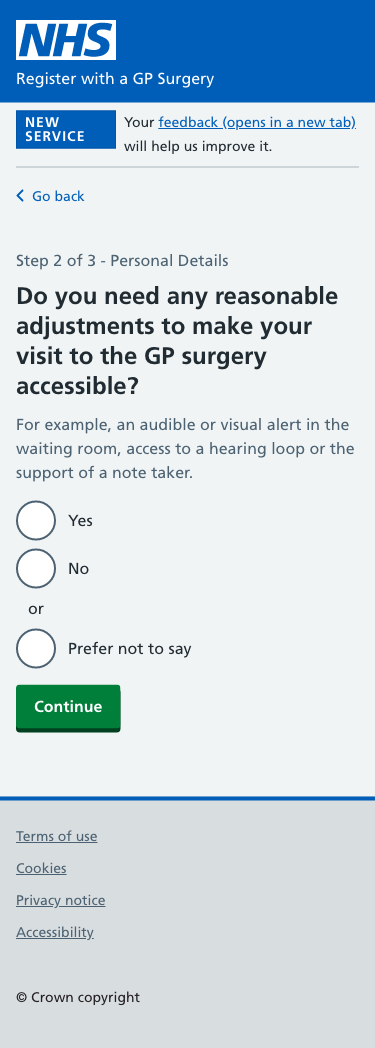 NHS
Register with a GP Surgery
NEW SERVICE
Your feedback (opens in a new tab)
will help us improve it.
Go back
Step 2 of 3 - Personal Details
Do you need any reasonable
adjustments to make your
visit to the GP surgery
accessible?
For example, an audible or visual alert in the
waiting room, access to a hearing loop or the
support of a note taker.
Yes
No
or
Prefer not to say
Continue
Terms of use
Cookies
Privacy notice
Accessibility
© Crown copyright